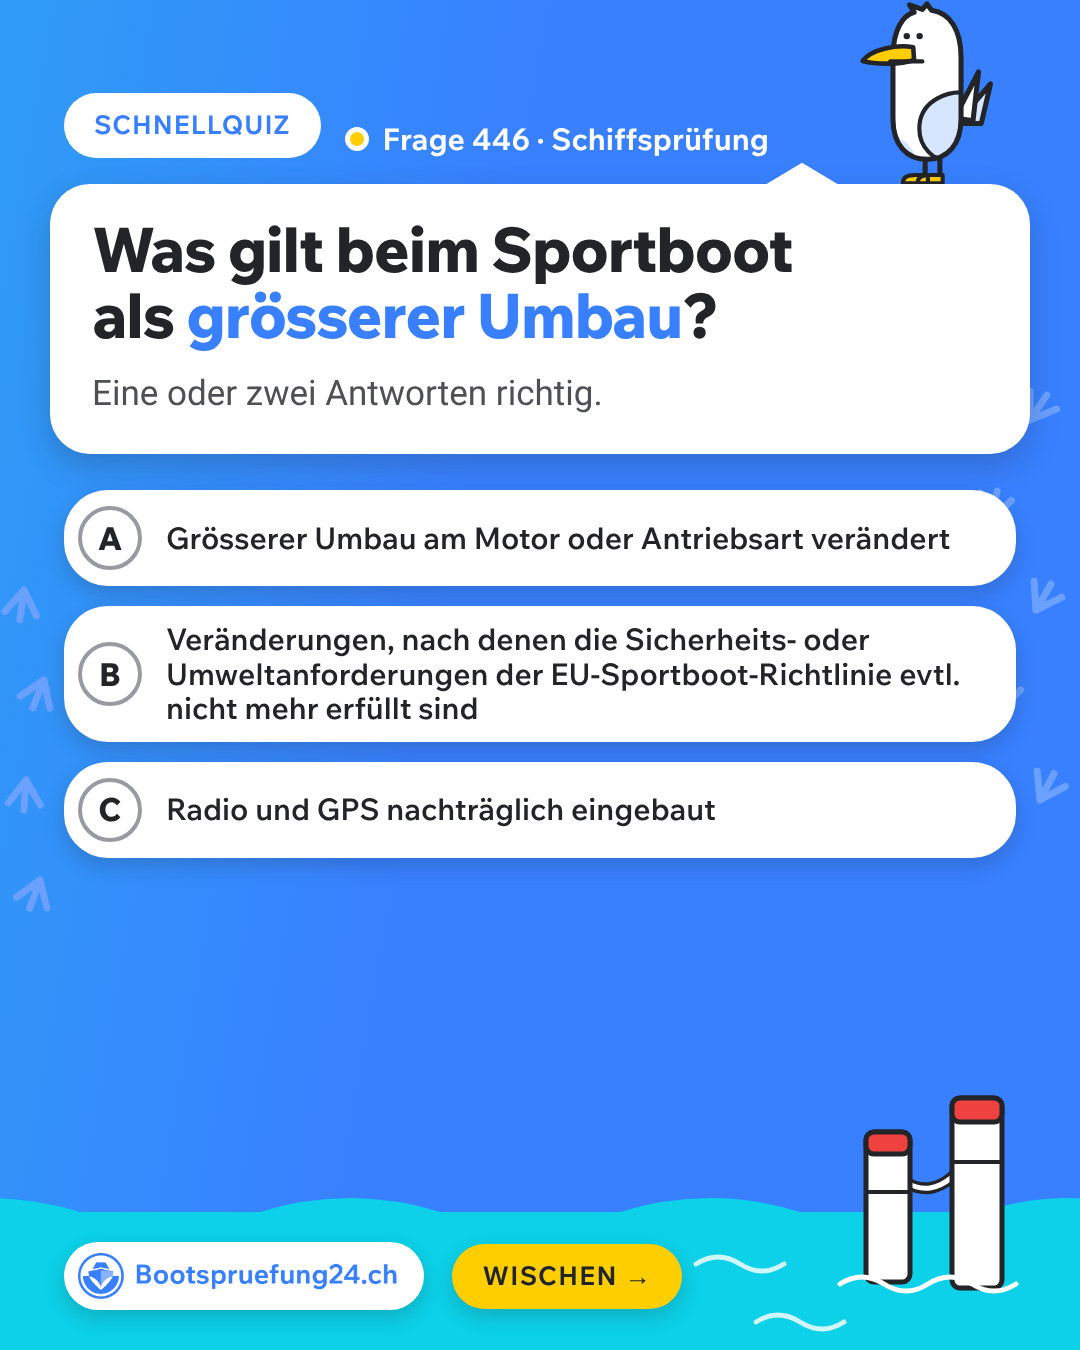 SCHNELLQUIZ
Frage 446 · Schiffsprüfung
Was gilt beim Sportboot
als grösserer Umbau?
Eine oder zwei Antworten richtig.
A Grösserer Umbau am Motor oder Antriebsart verändert
B Veränderungen, nach denen die Sicherheits- oder
Umweltanforderungen der EU-Sportboot-Richtlinie evtl.
nicht mehr erfüllt sind
C Radio und GPS nachträglich eingebaut
Bootspruefung24.ch
WISCHEN →